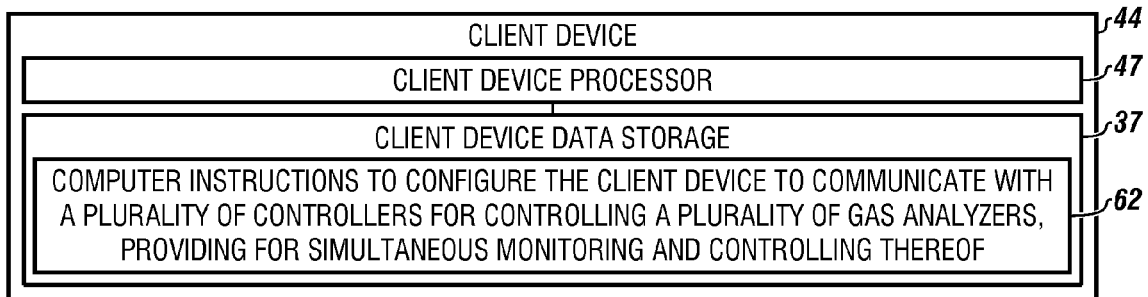 CLIENT DEVICE
44
CLIENT DEVICE PROCESSOR
47
CLIENT DEVICE DATA STORAGE
37
COMPUTER INSTRUCTIONS TO CONFIGURE THE CLIENT DEVICE TO COMMUNICATE WITH
A PLURALITY OF CONTROLLERS FOR CONTROLLING A PLURALITY OF GAS ANALYZERS,
PROVIDING FOR SIMULTANEOUS MONITORING AND CONTROLLING THEREOF
62